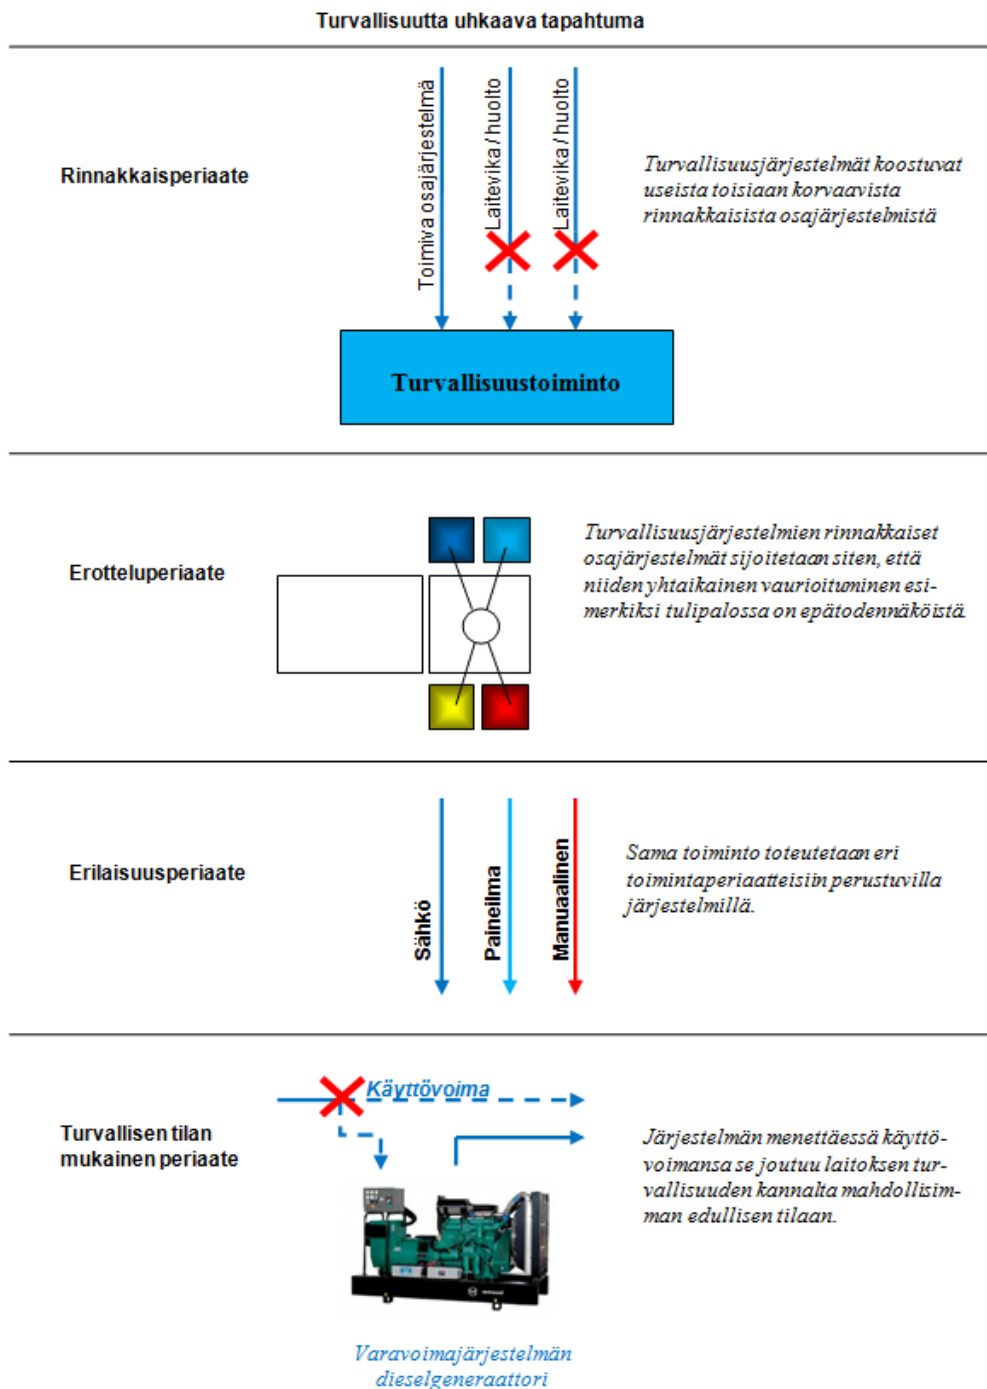 Turvallisuutta uhkaava tapahtuma
Rinnakkaisperiaate
Toimiva osajärjestelmä
Laitevika / huolto
Laitevika / huolto
Turvallisuusjärjestelmät koostuvat
useista toisiaan korvaavista
rinnakkaisista osajärjestelmistä
Turvallisuustoiminto
Erotteluperiaate
Turvallisuusjärjestelmien rinnakkaiset
osajärjestelmät sijoitetaan siten, että
niiden yhtaikainen vaurioituminen esi-
merkiksi tulipalossa on epätodennäköistä.
Erilaisuusperiaate
Sähkö
Paineilma
Manuaalinen
Sama toiminto toteutetaan eri
toimintaperiaatteisiin perustuvilla
järjestelmillä.
Turvallisen tilan
mukainen periaate
Käyttövoima
Järjestelmän menettäessä käyttö-
voimansa se joutuu laitoksen tur-
vallisuuden kannalta mahdollisim-
man edullisen tilaan.
Varavoimajärjestelmän
dieselgeneraattori